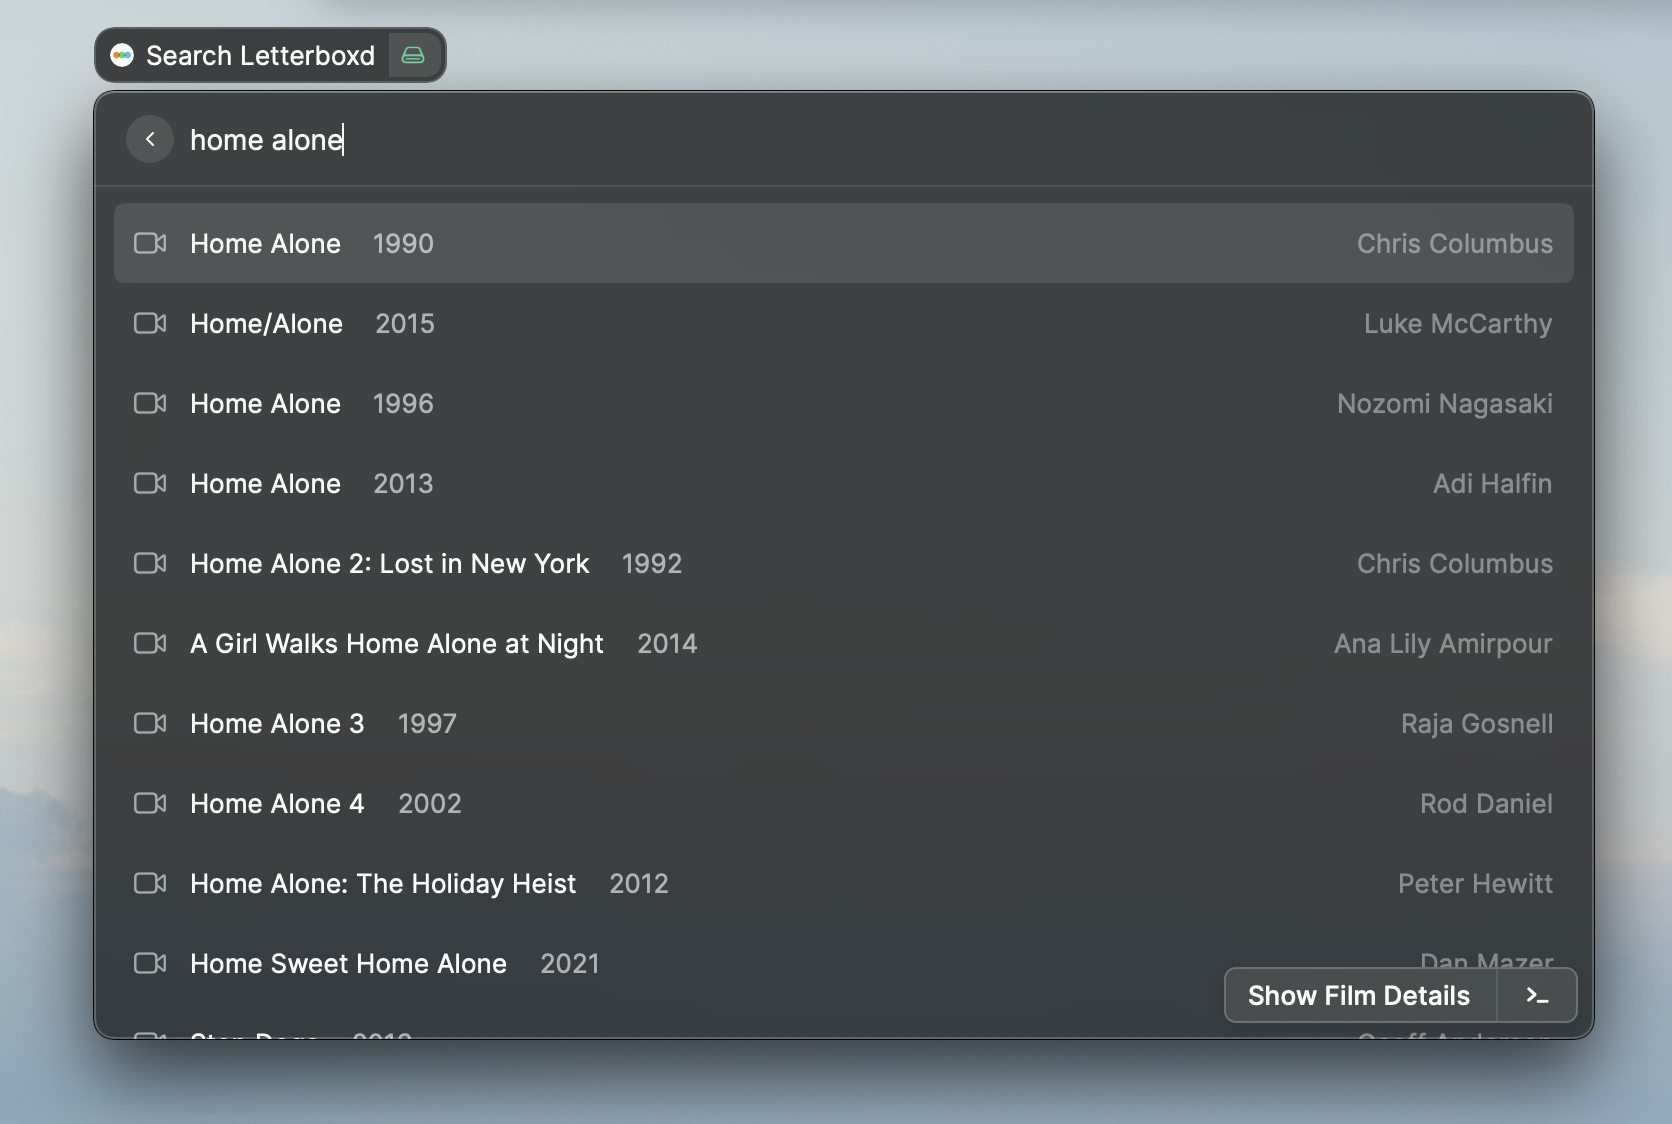 Search Letterboxd
home alone
Home Alone 1990 Chris Columbus
Home/Alone 2015 Luke McCarthy
Home Alone 1996 Nozomi Nagasaki
Home Alone 2013 Adi Halfin
Home Alone 2: Lost in New York 1992 Chris Columbus
A Girl Walks Home Alone at Night 2014 Ana Lily Amirpour
Home Alone 3 1997 Raja Gosnell
Home Alone 4 2002 Rod Daniel
Home Alone: The Holiday Heist 2012 Peter Hewitt
Home Sweet Home Alone 2021 Dan Mazer
Show Film Details >_